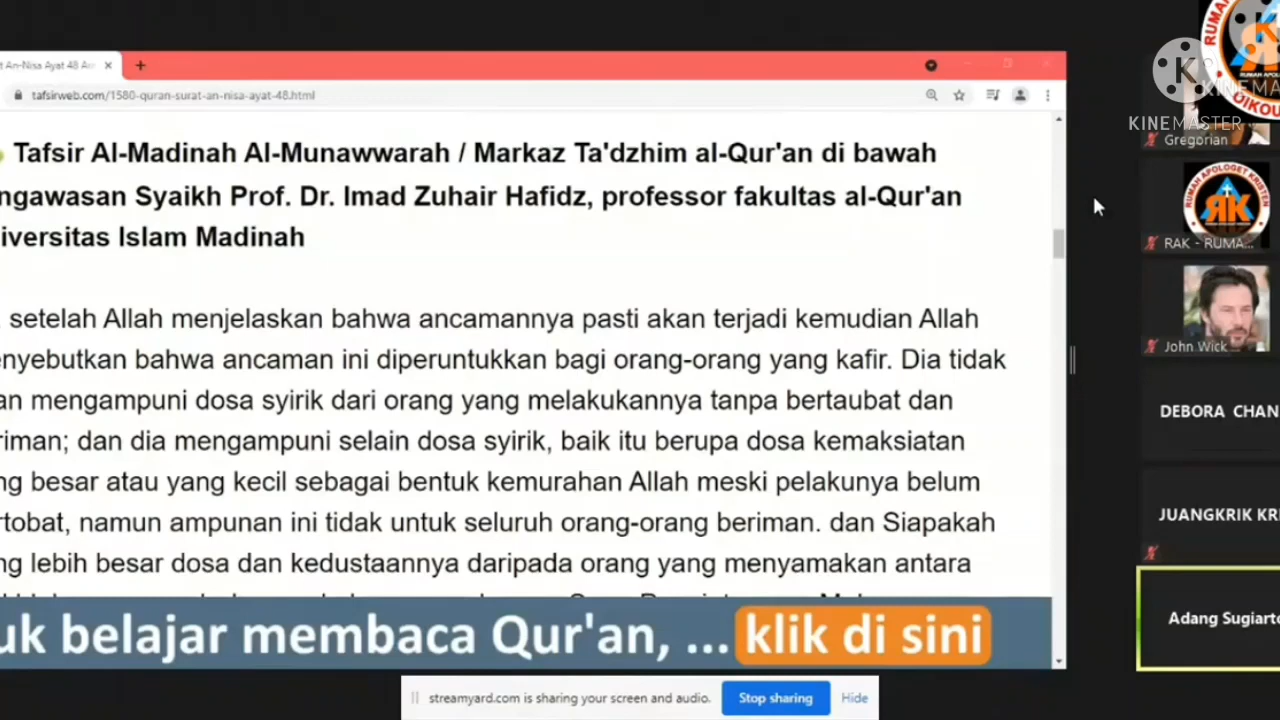 t An-Nisa Ayat 48
tafsirweb.com/1580-quran-surat-an-nisa-ayat-48.html
Tafsir Al-Madinah Al-Munawwarah / Markaz Ta'dzhim al-Qur'an di bawah
ngawasan Syaikh Prof. Dr. Imad Zuhair Hafidz, professor fakultas al-Qur'an
iversitas Islam Madinah
setelah Allah menjelaskan bahwa ancamannya pasti akan terjadi kemudian Allah
enyebutkan bahwa ancaman ini diperuntukkan bagi orang-orang yang kafir. Dia tidak
an mengampuni dosa syirik dari orang yang melakukannya tanpa bertaubat dan
riman; dan dia mengampuni selain dosa syirik, baik itu berupa dosa kemaksiatan
ng besar atau yang kecil sebagai bentuk kemurahan Allah meski pelakunya belum
rtobat, namun ampunan ini tidak untuk seluruh orang-orang beriman. dan Siapakah
ng lebih besar dosa dan kedustaannya daripada orang yang menyamakan antara
uk belajar membaca Qur'an, ... klik di sini
streamyard.com is sharing your screen and audio. Stop sharing Hide
KINEMASTER
Gregorian
RUMAH APOLOGET KRISTEN
RAK
RAK - RUMA...
John Wick
DEBORA CHAN
JUANGKRIK KRI
Adang Sugiarto